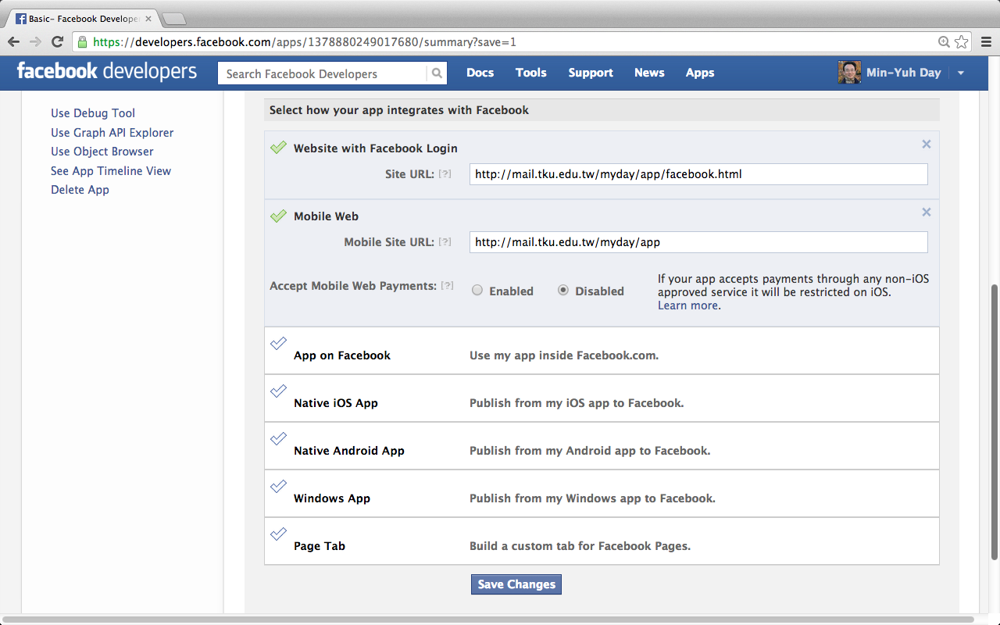 Basic- Facebook Develope
https://developers.facebook.com/apps/1378880249017680/summary?save=1
facebook developers
Search Facebook Developers
Docs
Tools
Support
News
Apps
Min-Yuh Day
Use Debug Tool
Use Graph API Explorer
Use Object Browser
See App Timeline View
Delete App
Select how your app integrates with Facebook
Website with Facebook Login
Site URL: [?] http://mail.tku.edu.tw/myday/app/facebook.html
Mobile Web
Mobile Site URL: [?] http://mail.tku.edu.tw/myday/app
Accept Mobile Web Payments: [?] Enabled Disabled
If your app accepts payments through any non-iOS
approved service it will be restricted on iOS.
Learn more.
App on Facebook Use my app inside Facebook.com.
Native iOS App Publish from my iOS app to Facebook.
Native Android App Publish from my Android app to Facebook.
Windows App Publish from my Windows app to Facebook.
Page Tab Build a custom tab for Facebook Pages.
Save Changes